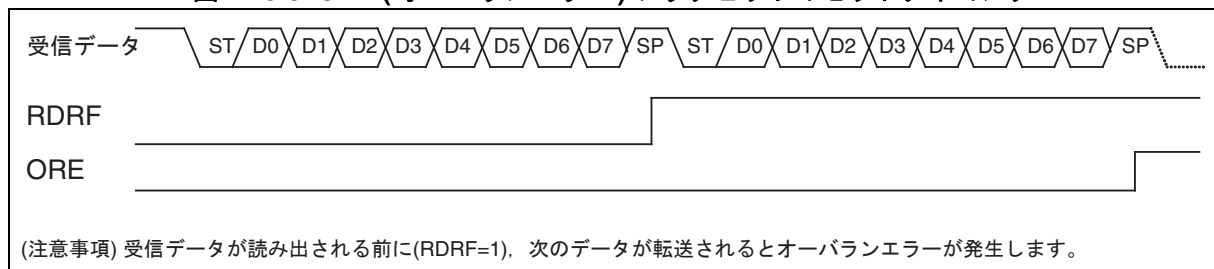 受信データ ST D0 D1 D2 D3 D4 D5 D6 D7 SP ST D0 D1 D2 D3 D4 D5 D6 D7 SP
RDRF
ORE
(注意事項) 受信データが読み出される前に(RDRF=1), 次のデータが転送されるとオーバランエラーが発生します。